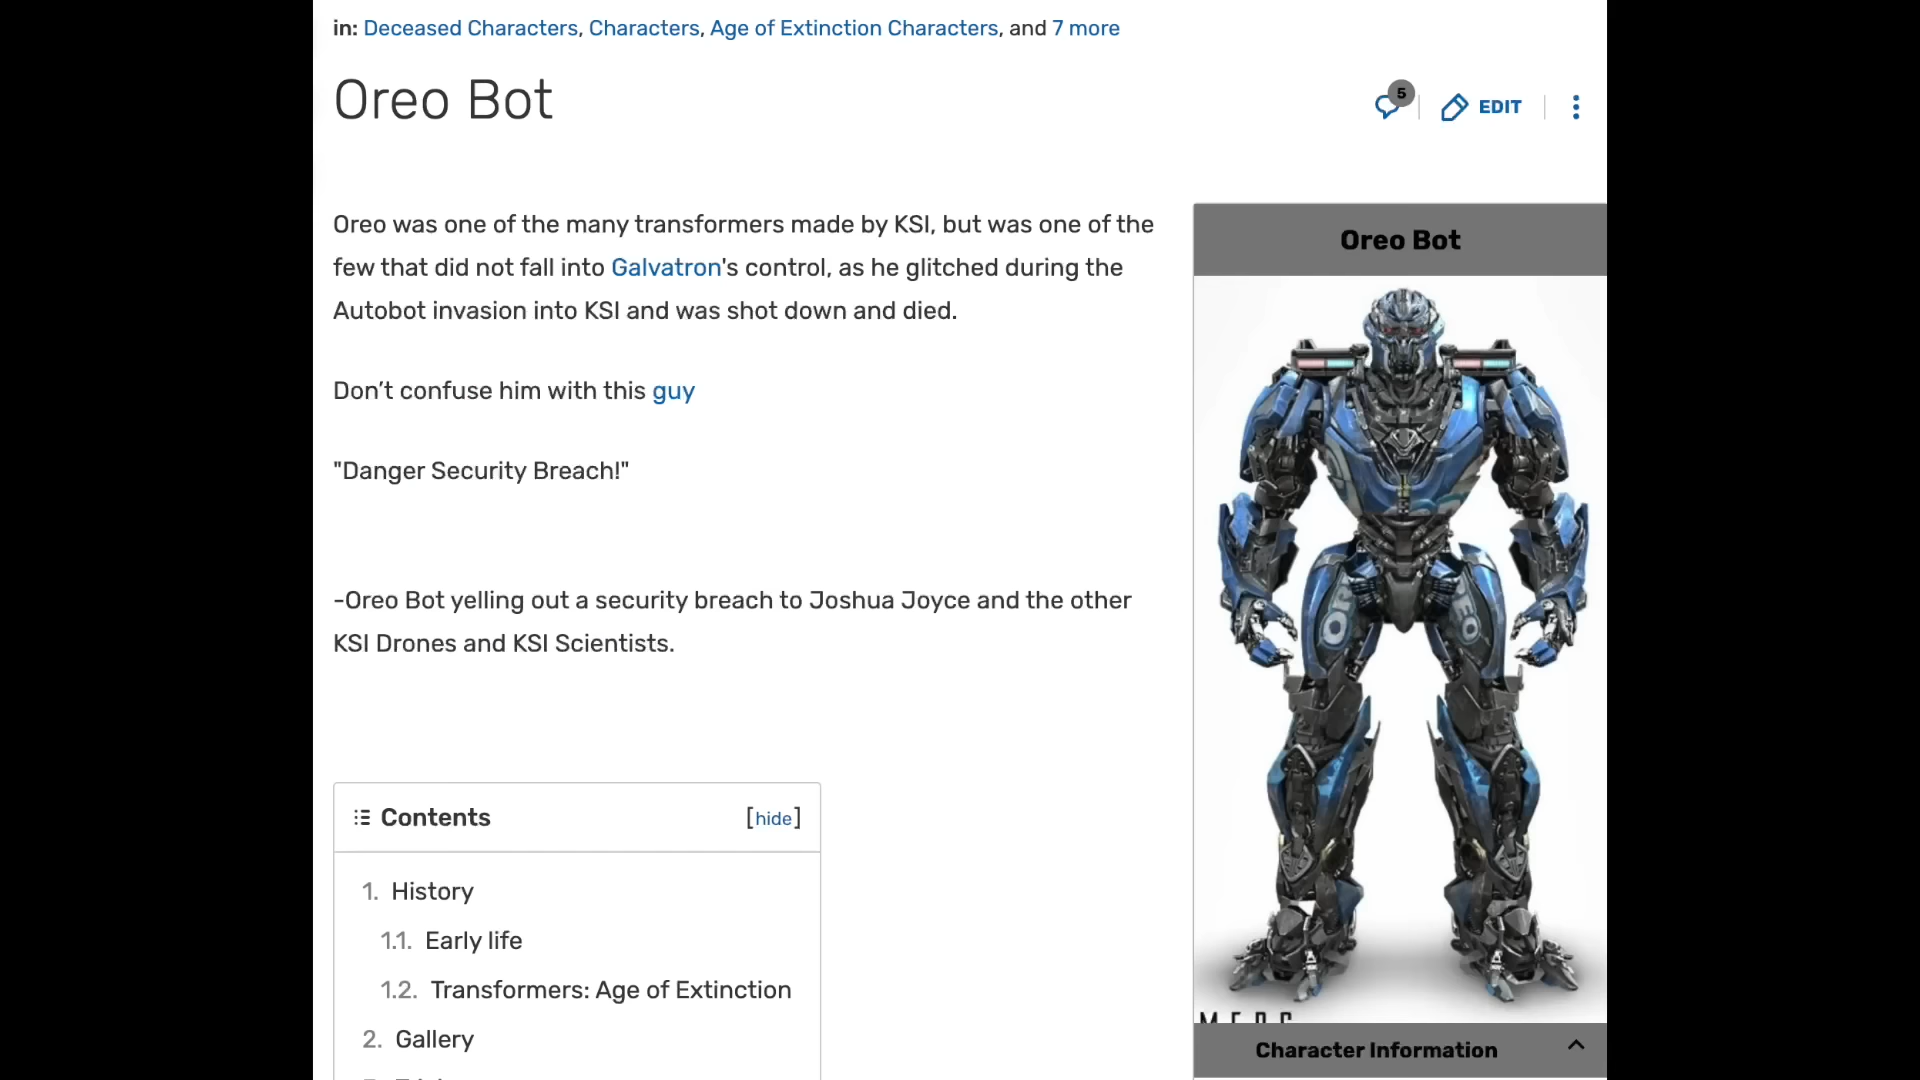 in: Deceased Characters, Characters, Age of Extinction Characters, and 7 more
Oreo Bot
5
EDIT
Oreo was one of the many transformers made by KSI, but was one of the
few that did not fall into Galvatron's control, as he glitched during the
Autobot invasion into KSI and was shot down and died.
Don’t confuse him with this guy
"Danger Security Breach!"
-Oreo Bot yelling out a security breach to Joshua Joyce and the other
KSI Drones and KSI Scientists.
Contents [hide]
1. History
1.1. Early life
1.2. Transformers: Age of Extinction
2. Gallery
Oreo Bot
Character Information